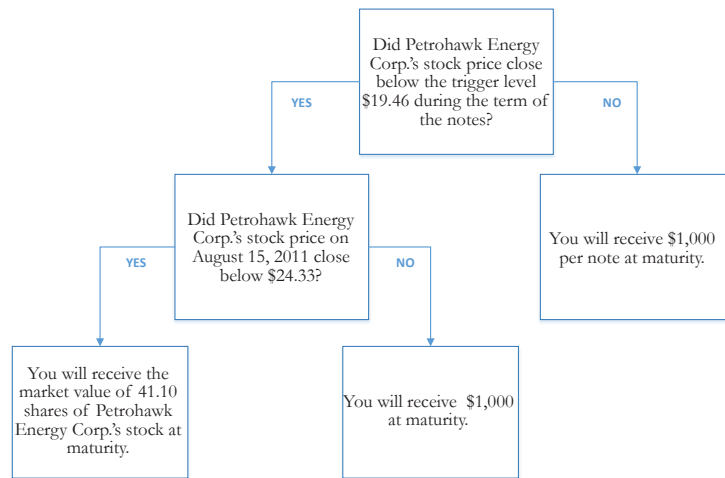 Did Petrohawk Energy
Corp.'s stock price close
below the trigger level
$19.46 during the term of
the notes?
YES
NO
Did Petrohawk Energy
Corp.'s stock price on
August 15, 2011 close
below $24.33?
You will receive $1,000
per note at maturity.
YES
NO
You will receive the
market value of 41.10
shares of Petrohawk
Energy Corp.'s stock at
maturity.
You will receive $1,000
at maturity.